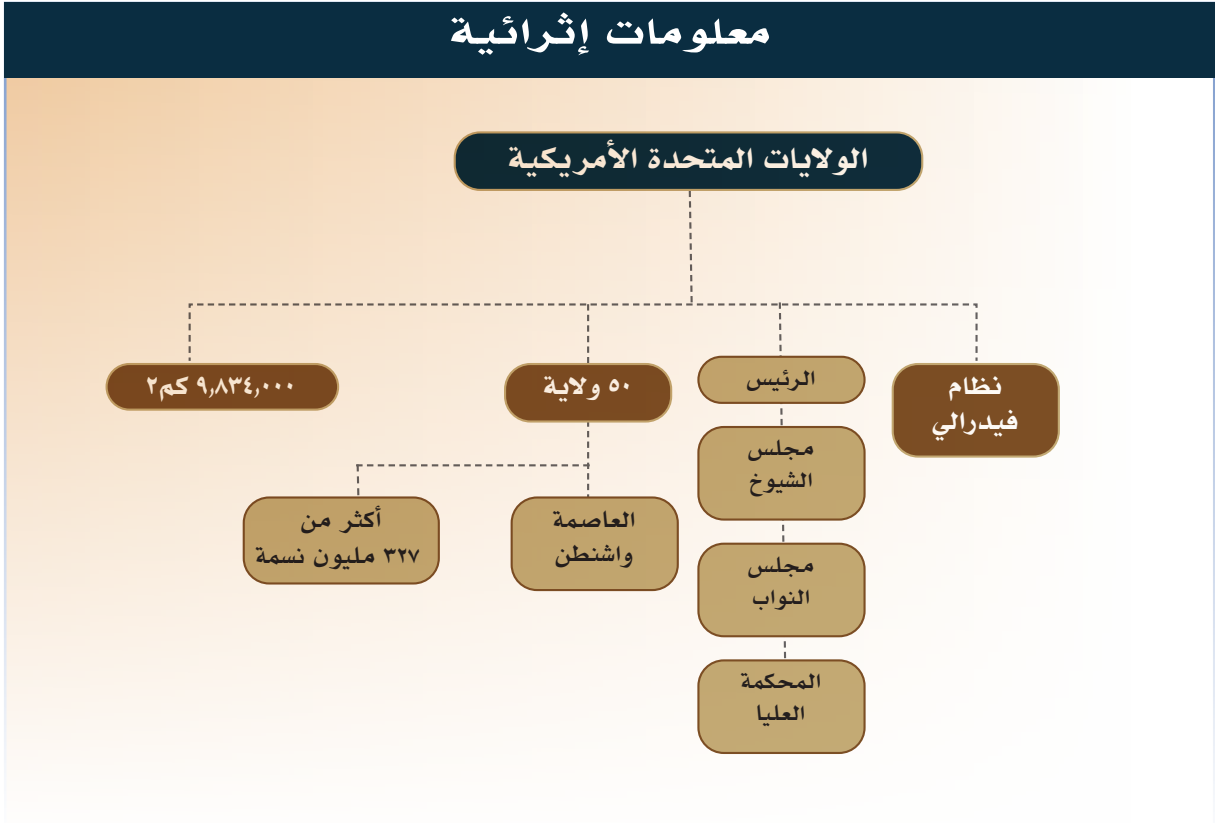 معلومات إثرائية
الولايات المتحدة الأمريكية
نظام
فيدرالي
الرئيس
مجلس
الشيوخ
مجلس
النواب
المحكمة
العليا
٥٠ ولاية
العاصمة
واشنطن
أكثر من
٣٢٧ مليون نسمة
٩,٨٣٤,٠٠٠ كم٢